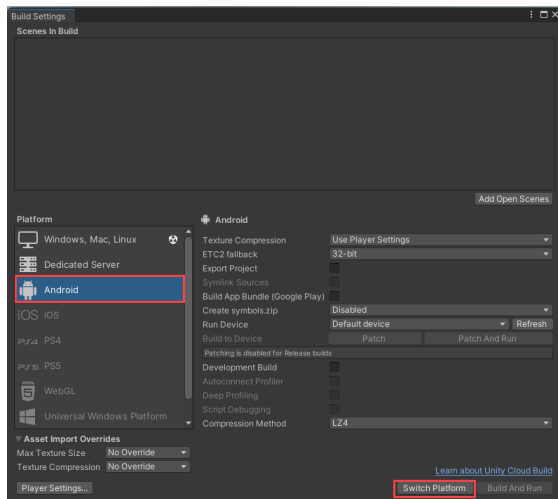 Build Settings
Scenes In Build
Add Open Scenes
Platform
Windows, Mac, Linux
Dedicated Server
Android
iOS iOS
PS4 PS4
PS5 PS5
WebGL
Universal Windows Platform
Android
Texture Compression Use Player Settings
ETC2 fallback 32-bit
Export Project
Symlink Sources
Build App Bundle (Google Play)
Create symbols.zip Disabled
Run Device Default device Refresh
Build to Device Patch Patch And Run
Patching is disabled for Release builds
Development Build
Autoconnect Profiler
Deep Profiling
Script Debugging
Compression Method LZ4
Asset Import Overrides
Max Texture Size No Override
Texture Compression No Override
Learn about Unity Cloud Build
Player Settings... Switch Platform Build And Run